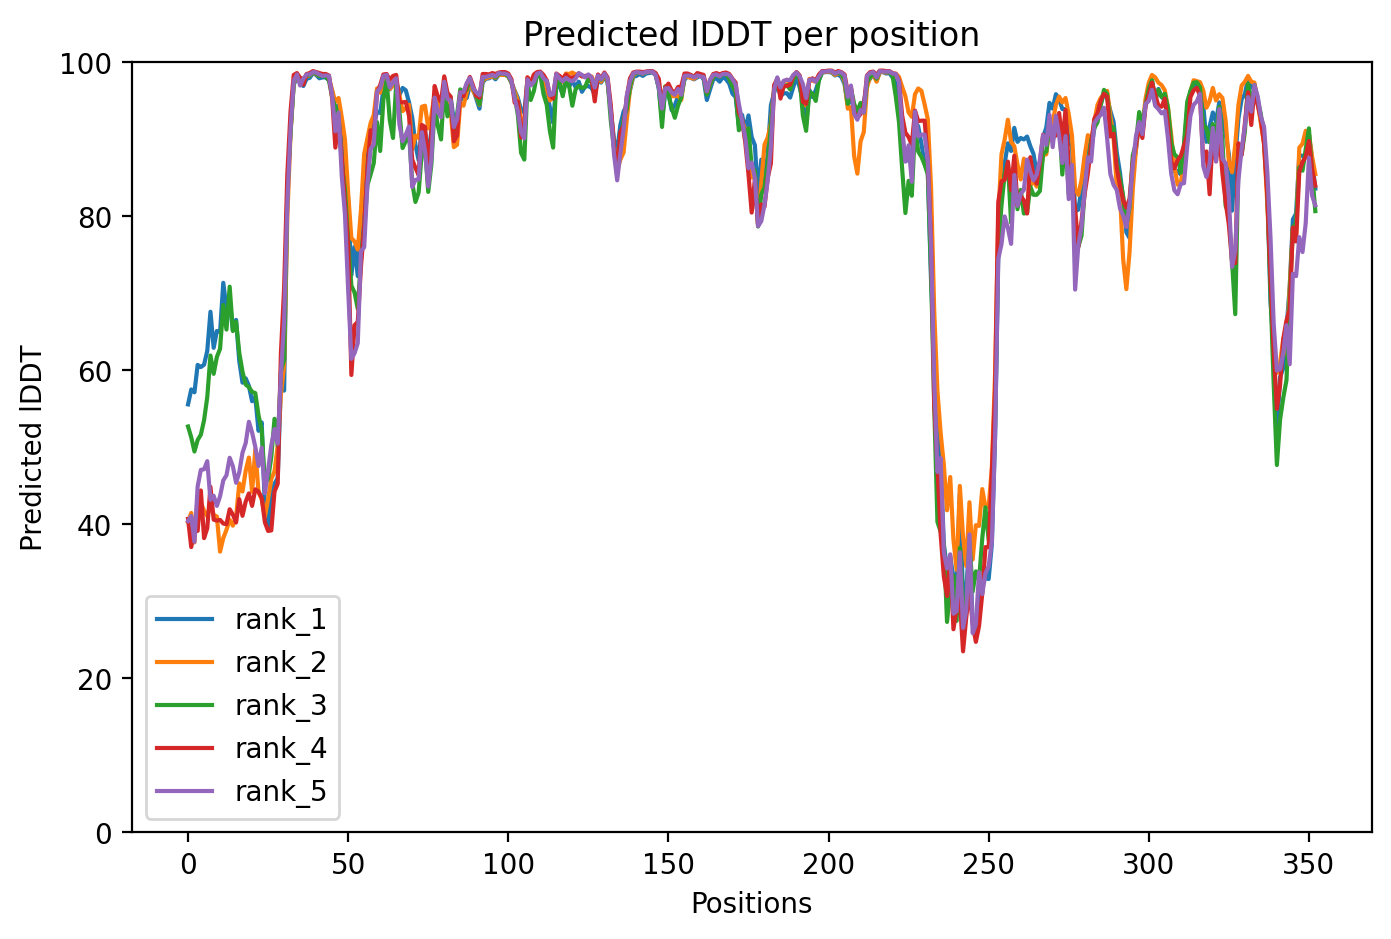 Predicted lDDT per position
100
80
60
40
20
0
Predicted lDDT
rank_1
rank_2
rank_3
rank_4
rank_5
0 50 100 150 200 250 300 350
Positions